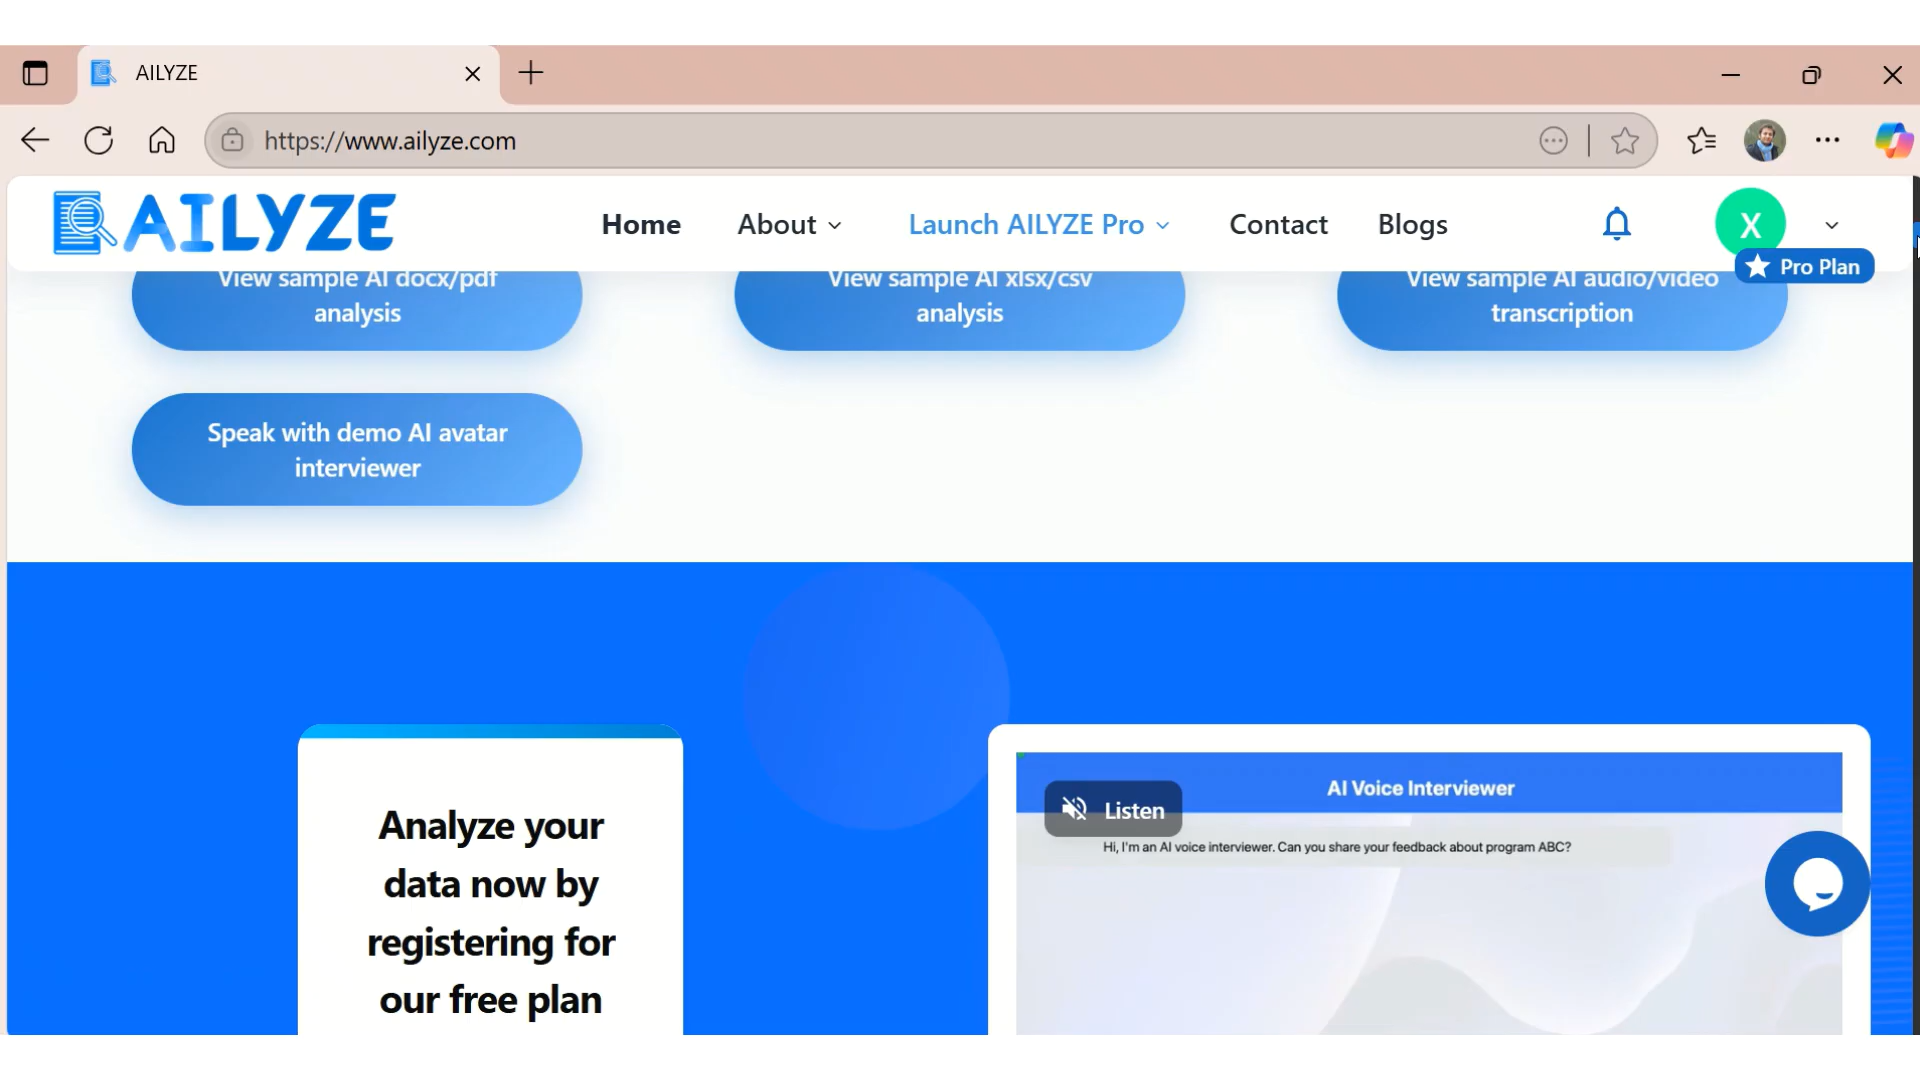 AILYZE
https://www.ailyze.com
AILYZE
Home
About
Launch AILYZE Pro
Contact
Blogs
X
Pro Plan
View sample AI docx/pdf
analysis
View sample AI xlsx/csv
analysis
View sample AI audio/video
transcription
Speak with demo AI avatar
interviewer
Analyze your
data now by
registering for
our free plan
AI Voice Interviewer
Listen
Hi, I'm an AI voice interviewer. Can you share your feedback about program ABC?